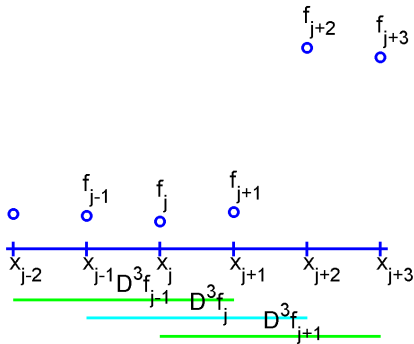 f_{j+2} f_{j+3}
f_{j-1} f_j f_{j+1}
x_{j-2} x_{j-1} x_j x_{j+1} x_{j+2} x_{j+3}
D^3f_{j-1}
D^3f_j
D^3f_{j+1}